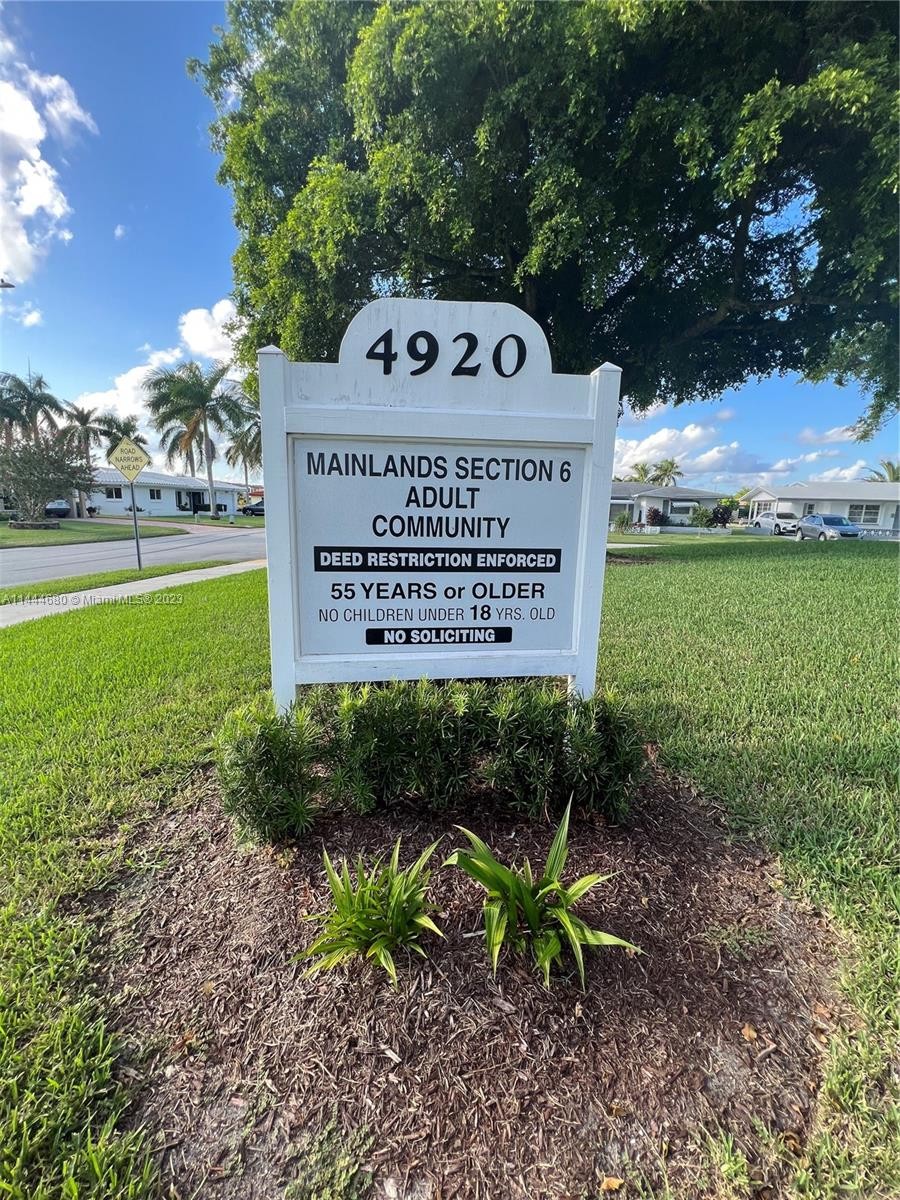 4920
MAINLANDS SECTION 6
ADULT
COMMUNITY
DEED RESTRICTION ENFORCED
55 YEARS or OLDER
NO CHILDREN UNDER 18 YRS. OLD
NO SOLICITING
ROAD
NARROWS
AHEAD
A11444680 © Miami MLS® 2023